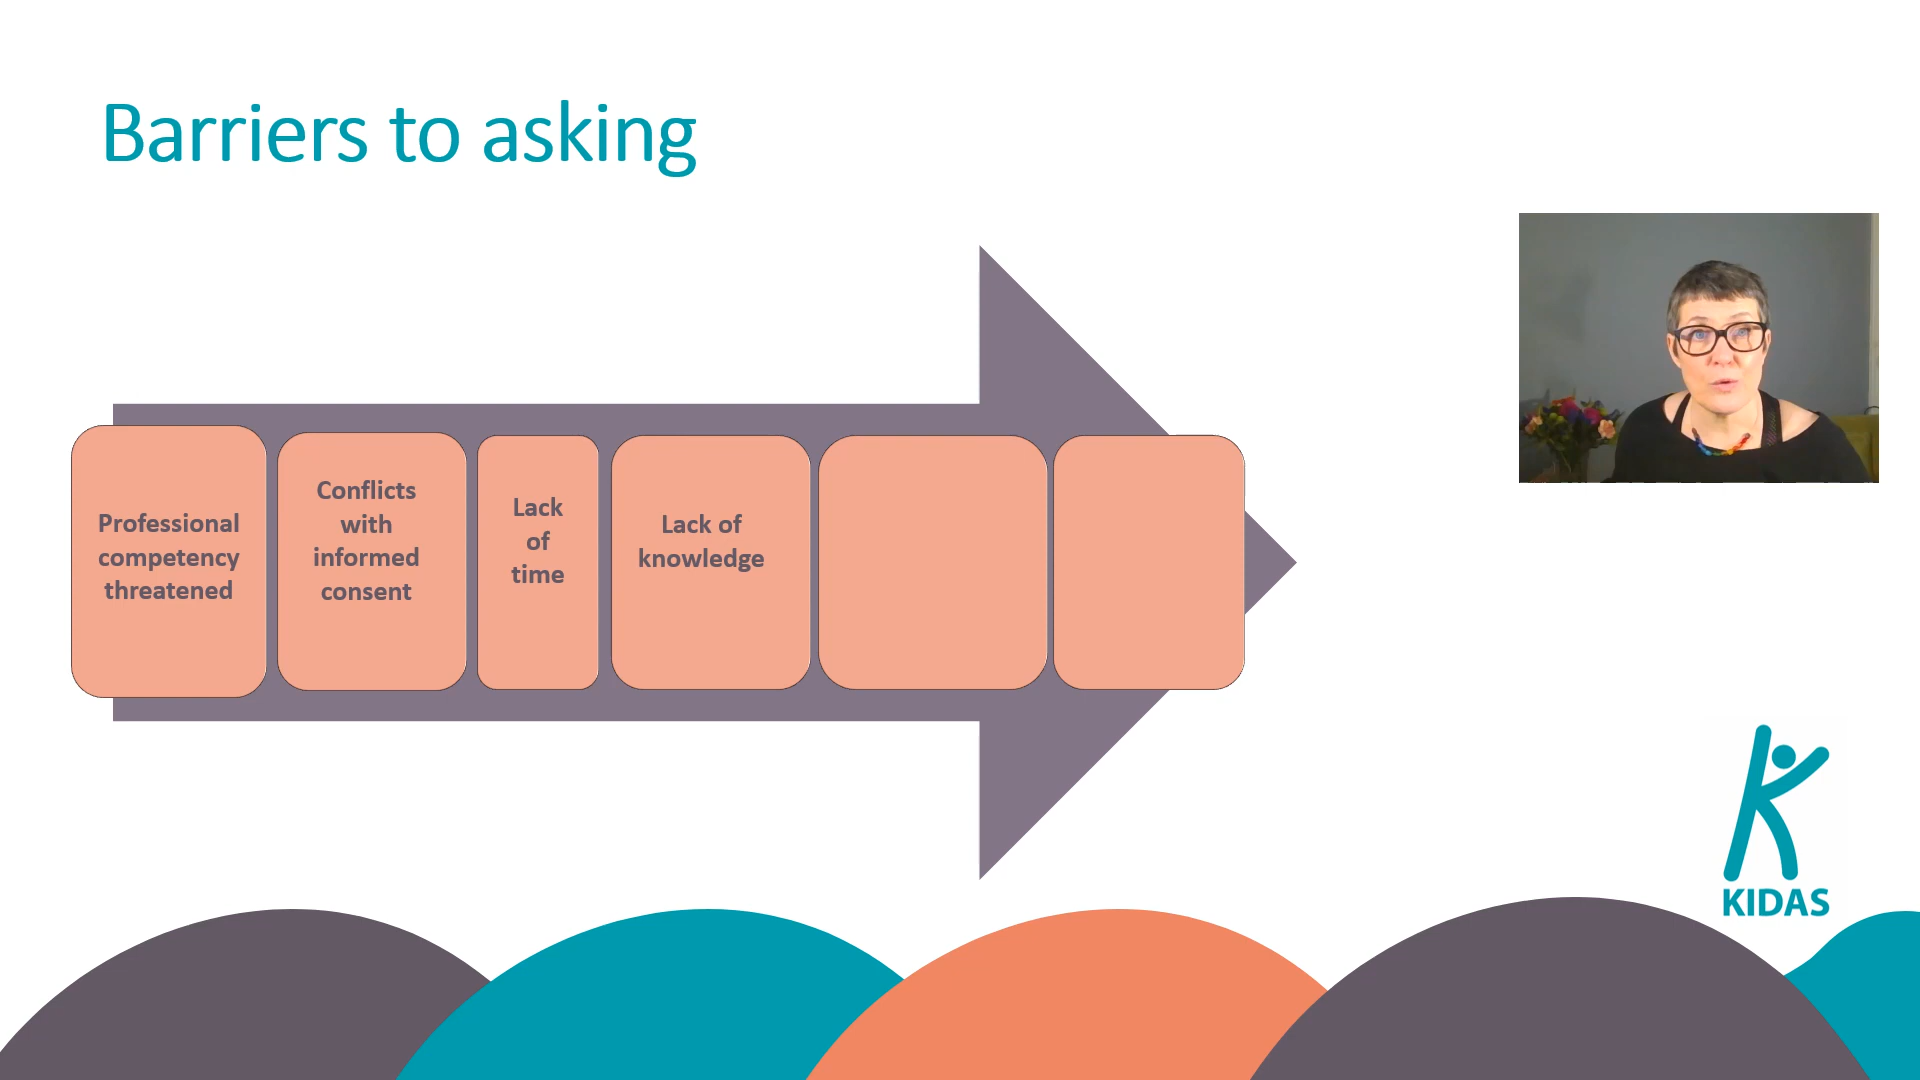 Barriers to asking
Professional
competency
threatened
Conflicts
with
informed
consent
Lack
of
time
Lack of
knowledge
KIDAS